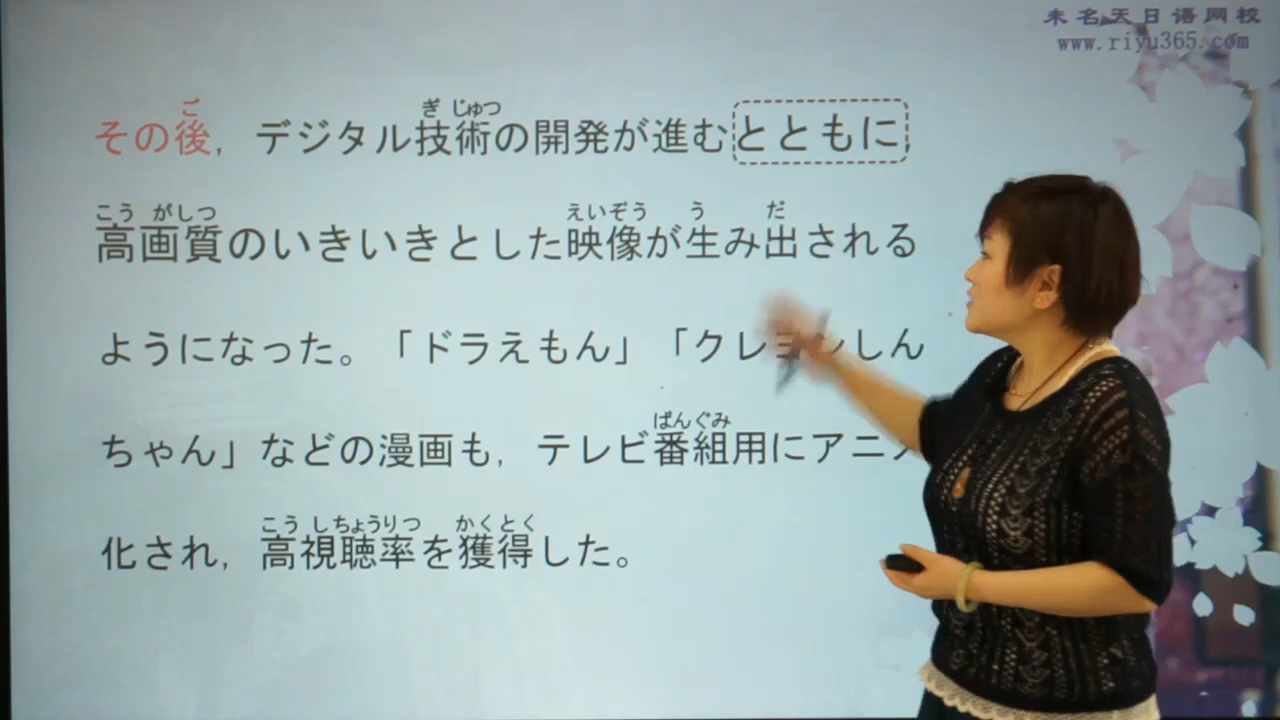 未名天日语网校
www.riyu365.com
ご ぎ じゅつ
その後，デジタル技術の開発が進むとともに
こう がしつ えいぞう う だ
高画質のいきいきとした映像が生み出される
ようになった。「ドラえもん」「クレヨンしん
ばんぐみ
ちゃん」などの漫画も，テレビ番組用にアニメ
こう しちょうりつ かくとく
化され，高視聴率を獲得した。